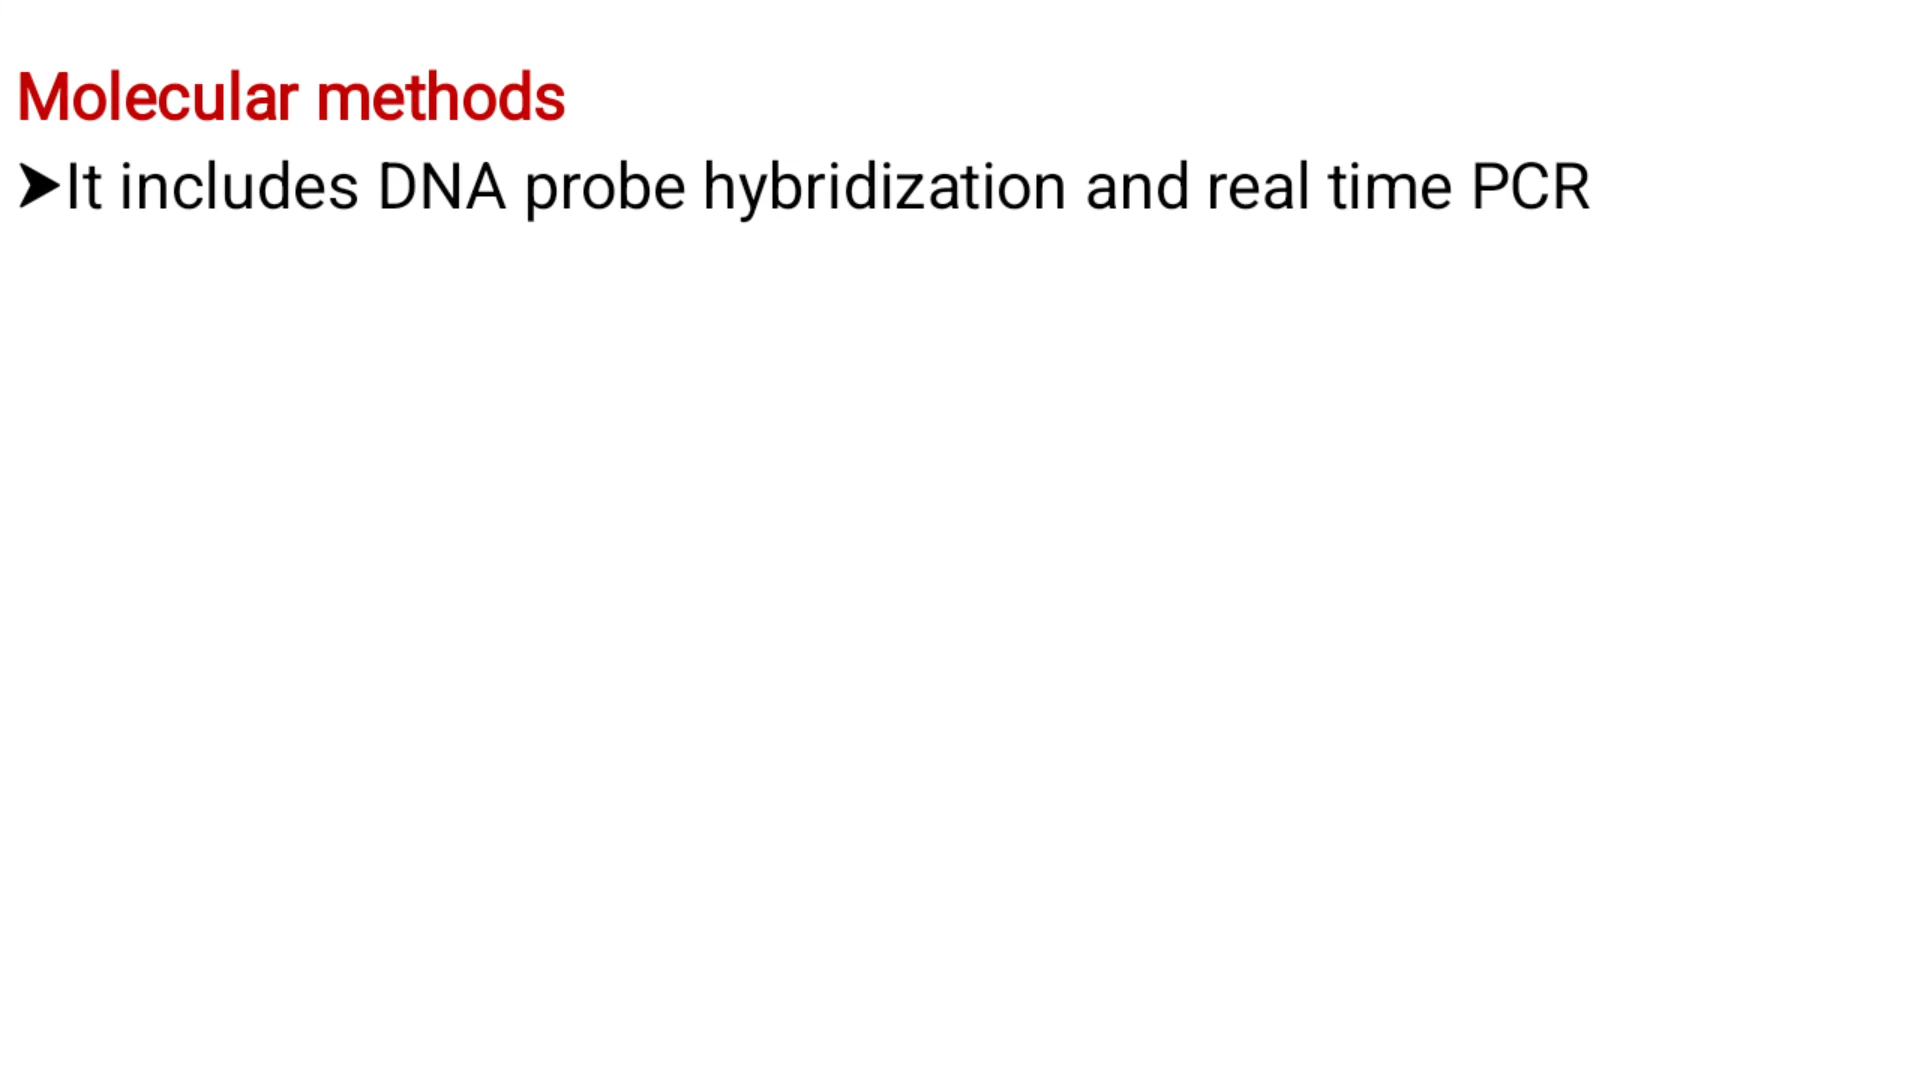 Molecular methods
➤It includes DNA probe hybridization and real time PCR